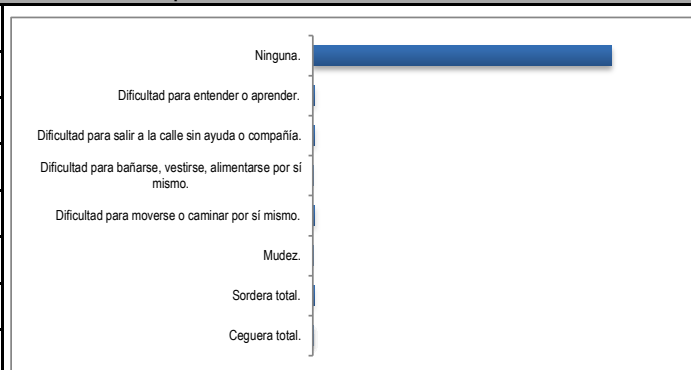 Ninguna.
Dificultad para entender o aprender.
Dificultad para salir a la calle sin ayuda o compañía.
Dificultad para bañarse, vestirse, alimentarse por sí
mismo.
Dificultad para moverse o caminar por sí mismo.
Mudez.
Sordera total.
Ceguera total.